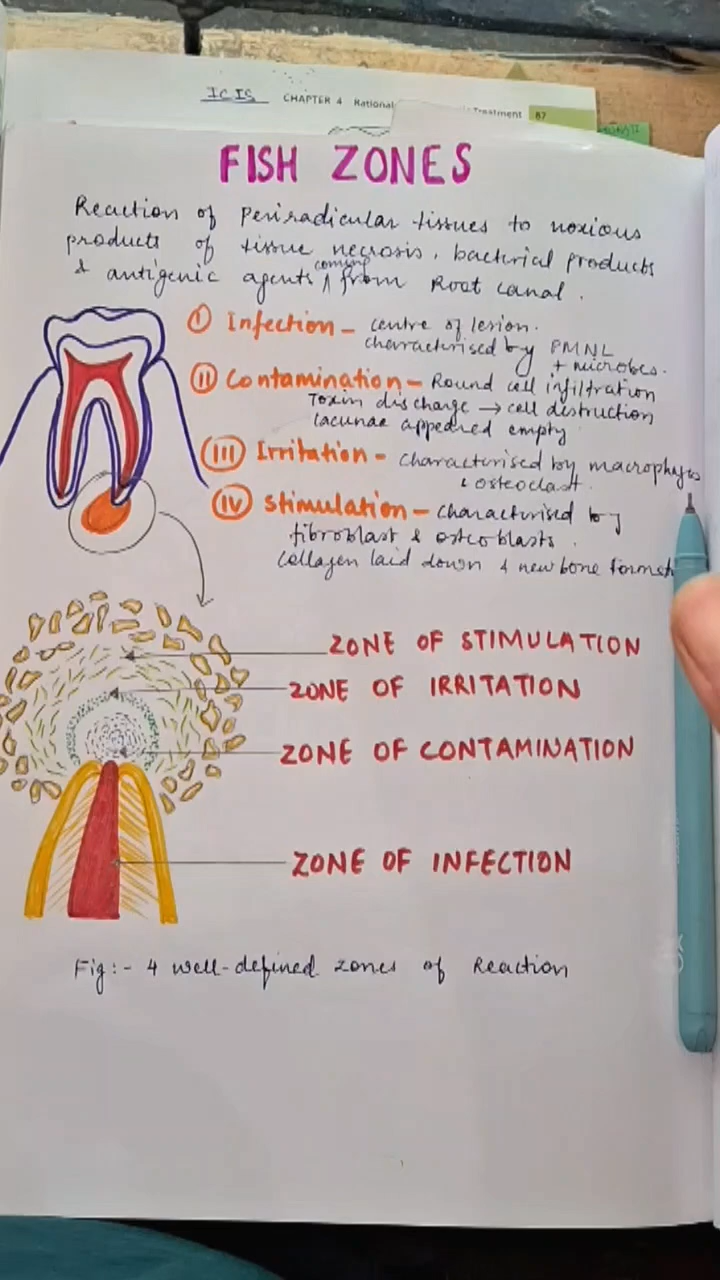 ICIS CHAPTER 4 Rational Treatment 87
FISH ZONES
Reaction of Periradicular tissues to noxious
products of tissue necrosis, bacterial products
& antigenic agents ^ coming from Root canal.
I Infection - centre of lesion.
characterised by PMNL
+ microbes.
II Contamination - Round cell infiltration
Toxin discharge → cell distruction
lacunae appeared empty
III Irritation - characterised by macrophages
& osteoclast.
IV Stimulation - characterised by
fibroblast & osteoblasts.
Collagen laid down & new bone
ZONE OF STIMULATION
ZONE OF IRRITATION
ZONE OF CONTAMINATION
ZONE OF INFECTION
Fig:- 4 well-defined zones of Reaction